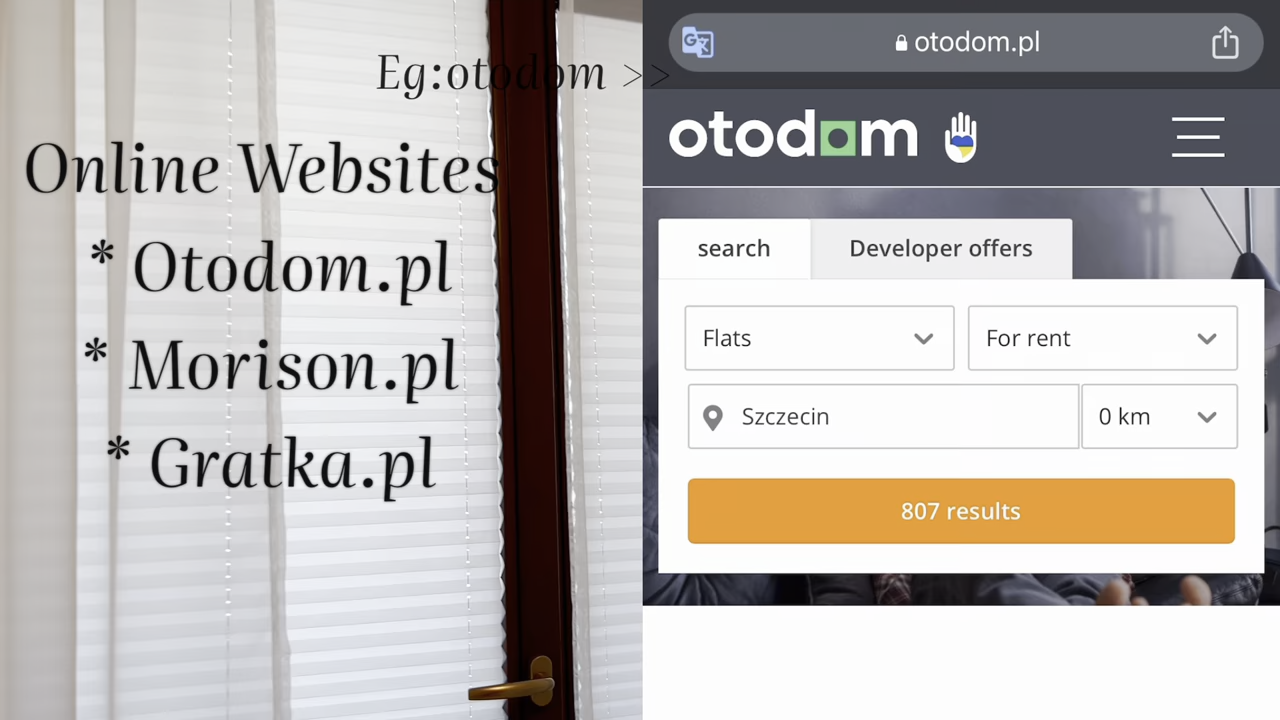 Eg:otodom >>
Online Websites
* Otodom.pl
* Morison.pl
* Gratka.pl
otodom.pl
otodom
search
Developer offers
Flats
For rent
Szczecin
0 km
807 results